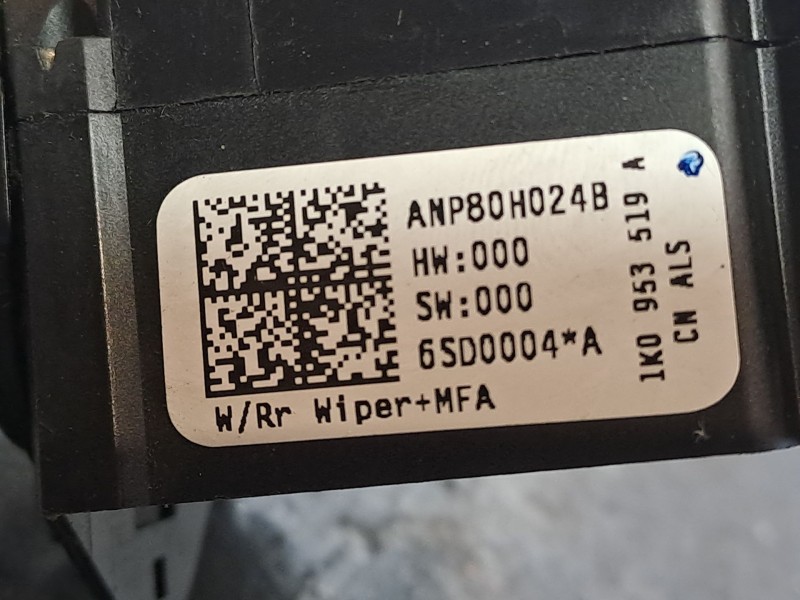 ANP80H024B
HW:000
SW:000
6SD0004*A
W/Rr Wiper+MFA
1K0 953 519 A
CN ALS